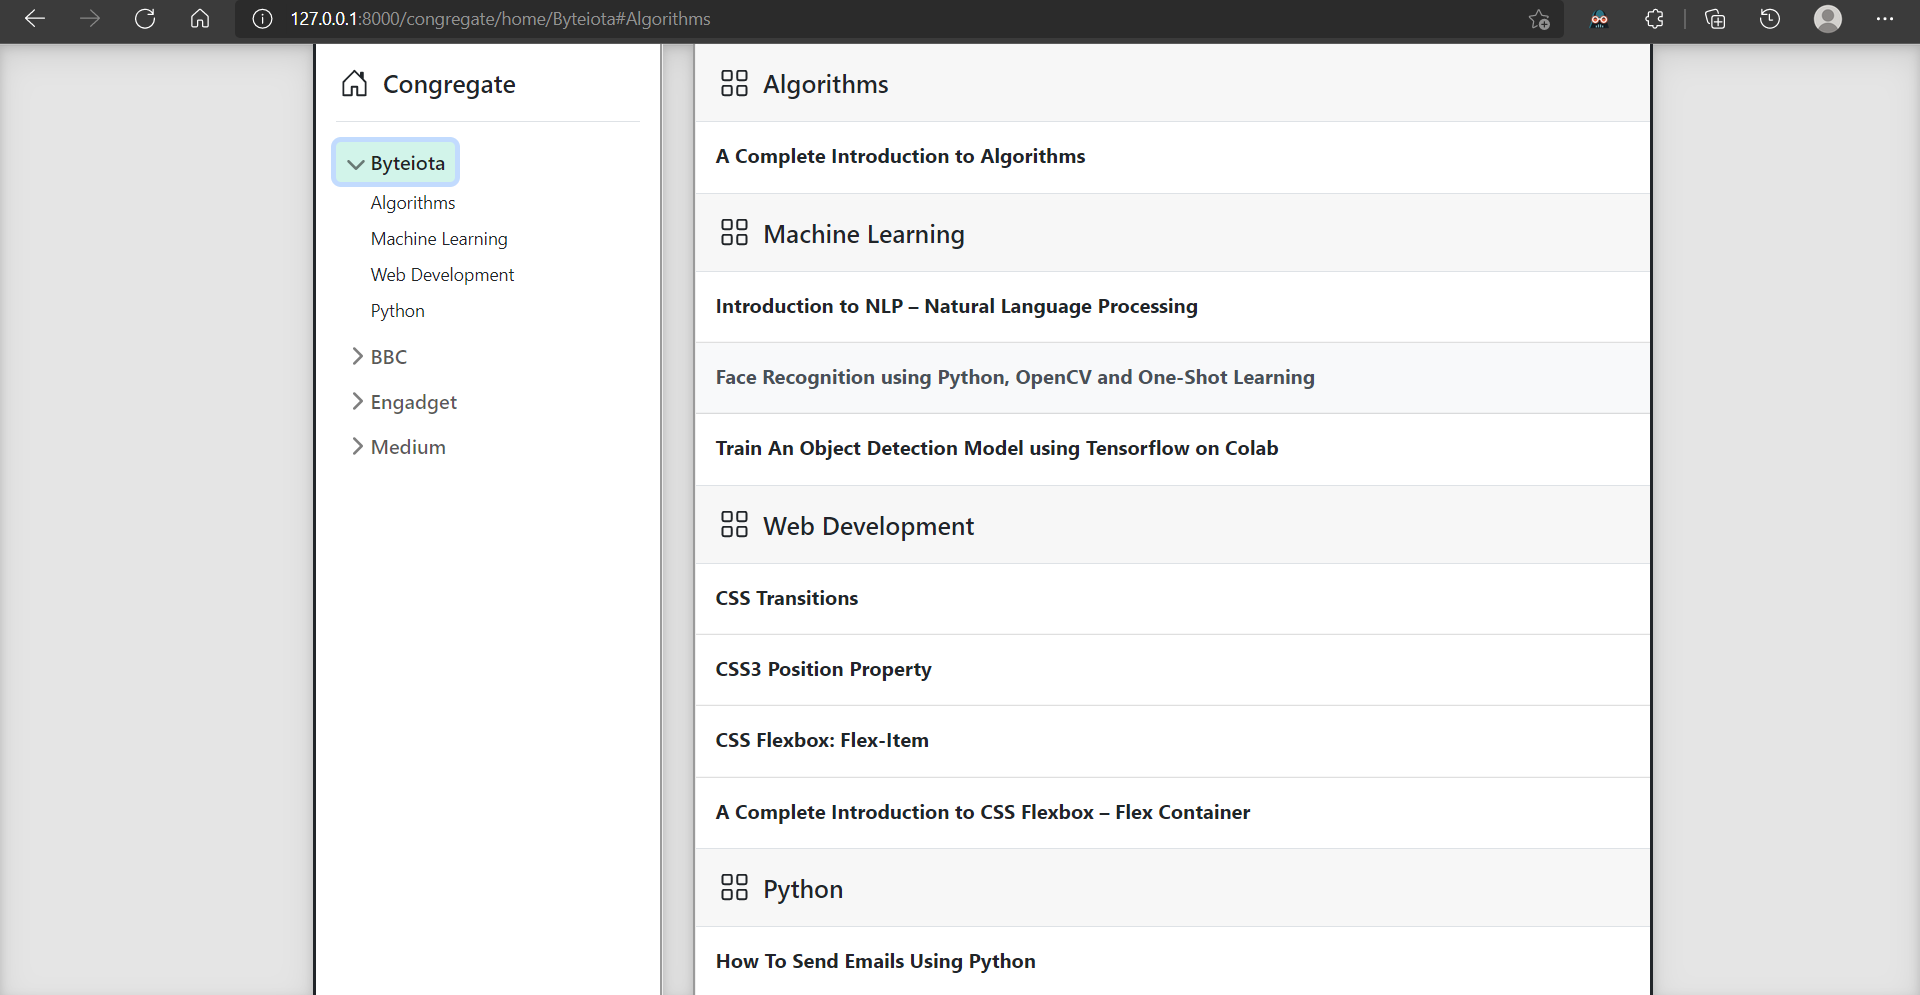 127.0.0.1:8000/congregate/home/Byteiota#Algorithms
Congregate
Byteiota
Algorithms
Machine Learning
Web Development
Python
BBC
Engadget
Medium
Algorithms
A Complete Introduction to Algorithms
Machine Learning
Introduction to NLP – Natural Language Processing
Face Recognition using Python, OpenCV and One-Shot Learning
Train An Object Detection Model using Tensorflow on Colab
Web Development
CSS Transitions
CSS3 Position Property
CSS Flexbox: Flex-Item
A Complete Introduction to CSS Flexbox – Flex Container
Python
How To Send Emails Using Python